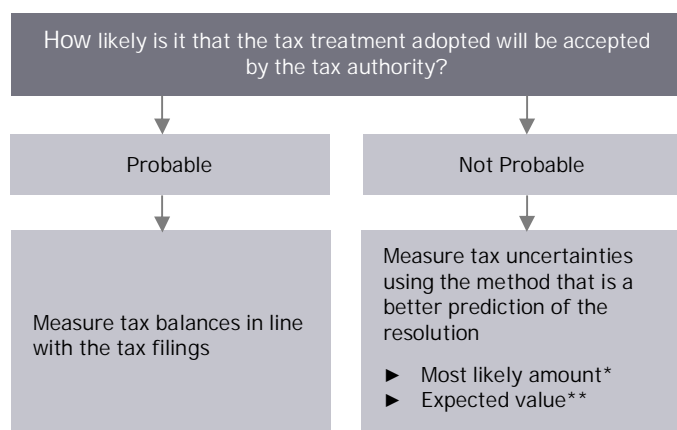 How likely is it that the tax treatment adopted will be accepted
by the tax authority?
Probable
Not Probable
Measure tax balances in line
with the tax filings
Measure tax uncertainties
using the method that is a
better prediction of the
resolution
► Most likely amount*
► Expected value**